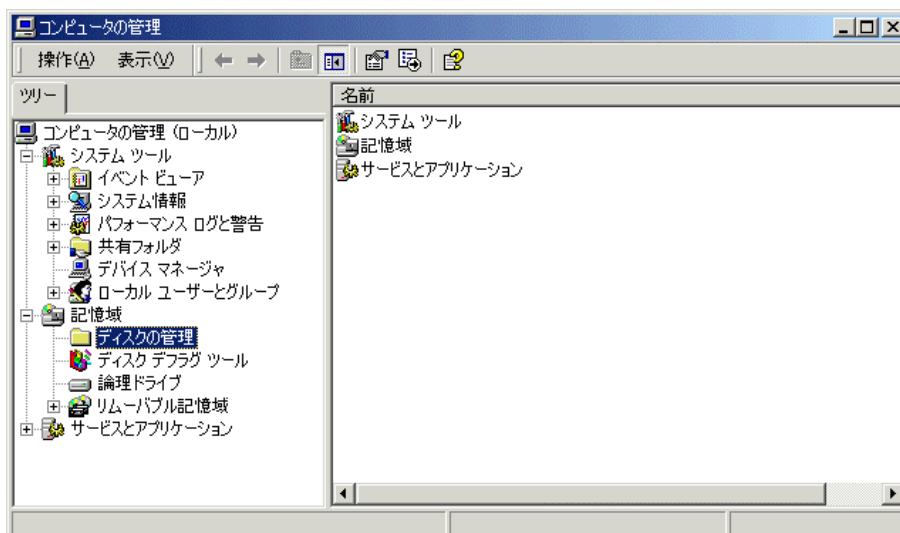 コンピュータの管理
操作(A) 表示(V)
ツリー
コンピュータの管理 (ローカル)
システム ツール
イベント ビューア
システム情報
パフォーマンス ログと警告
共有フォルダ
デバイス マネージャ
ローカル ユーザーとグループ
記憶域
ディスクの管理
ディスク デフラグ ツール
論理ドライブ
リムーバブル記憶域
サービスとアプリケーション
名前
システム ツール
記憶域
サービスとアプリケーション